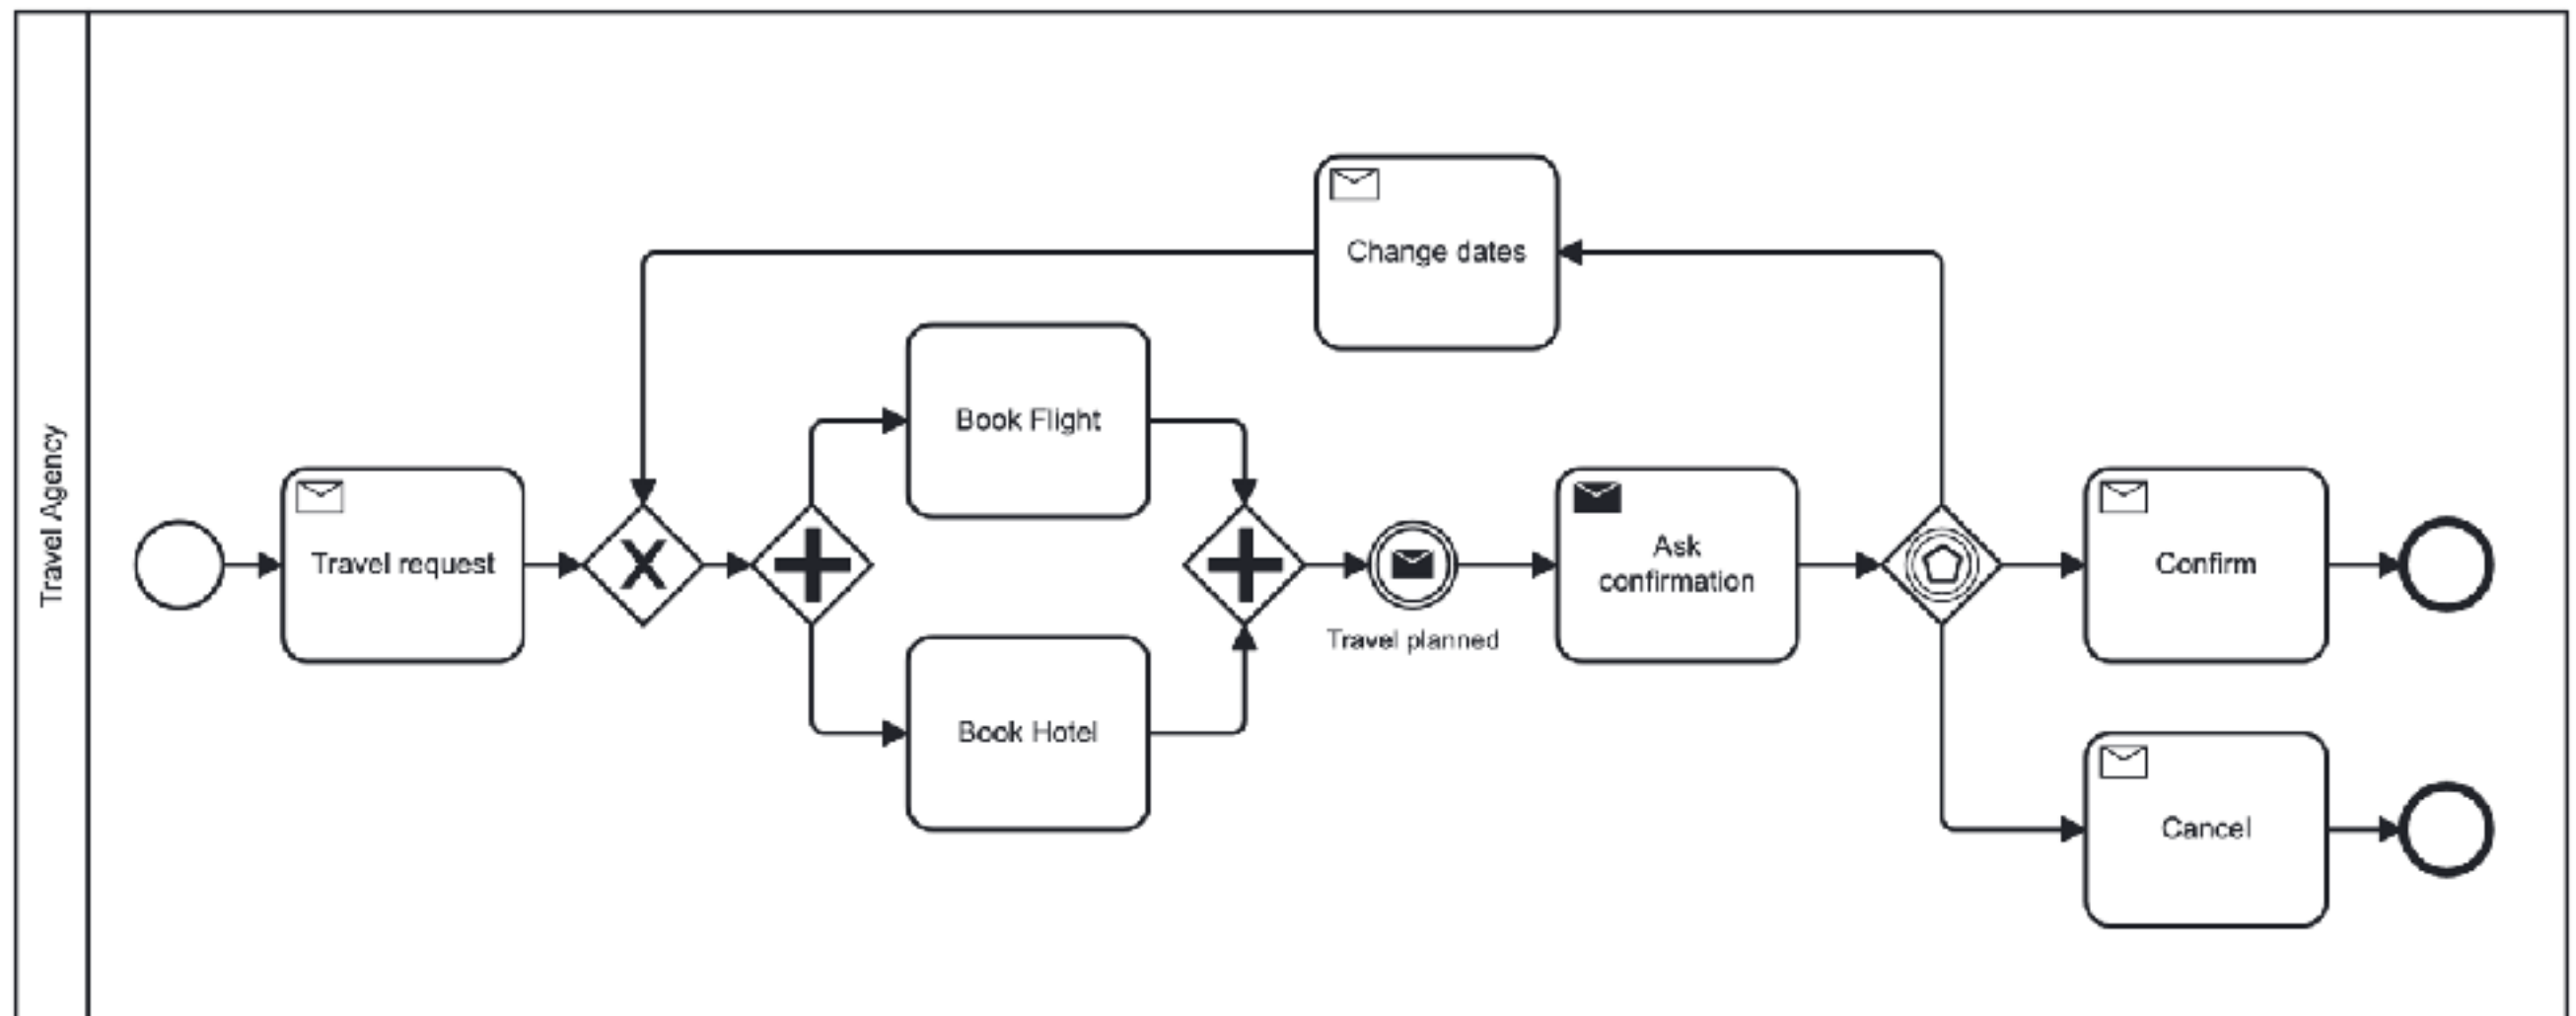 Travel Agency
Travel request
Change dates
Book Flight
Book Hotel
Travel planned
Ask
confirmation
Confirm
Cancel